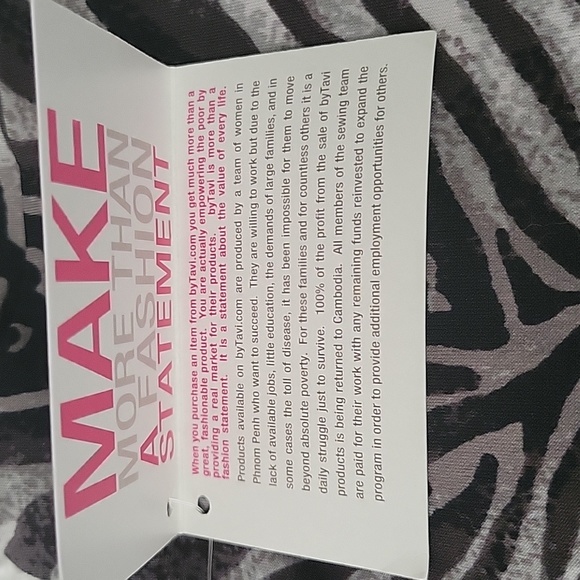 MAKE
MORE THAN
A FASHION
STATEMENT
When you purchase an item from byTavi.com you get much more than a
great, fashionable product. You are actually empowering the poor by
providing a real market for their products. byTavi is more than a
fashion statement. It is a statement about the value of every life.
Products available on byTavi.com are produced by a team of women in
Phnom Penh who want to succeed. They are willing to work but due to the
lack of available jobs, little education, the demands of large families, and in
some cases the toll of disease, it has been impossible for them to move
beyond absolute poverty. For these families and for countless others it is a
daily struggle just to survive. 100% of the profit from the sale of byTavi
products is being returned to Cambodia. All members of the sewing team
are paid for their work with any remaining funds reinvested to expand the
program in order to provide additional employment opportunities for others.